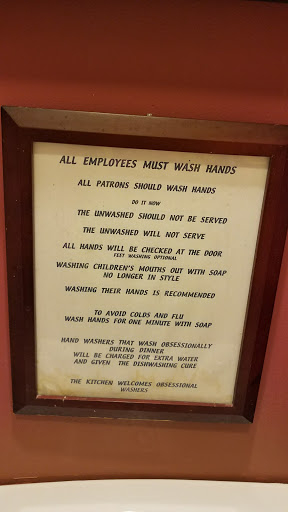 ALL EMPLOYEES MUST WASH HANDS
ALL PATRONS SHOULD WASH HANDS
DO IT NOW
THE UNWASHED SHOULD NOT BE SERVED
THE UNWASHED WILL NOT SERVE
ALL HANDS WILL BE CHECKED AT THE DOOR
FEET WASHING OPTIONAL
WASHING CHILDREN'S MOUTHS OUT WITH SOAP
NO LONGER IN STYLE
WASHING THEIR HANDS IS RECOMMENDED
TO AVOID COLDS AND FLU
WASH HANDS FOR ONE MINUTE WITH SOAP
HAND WASHERS THAT WASH OBSESSIONALLY
DURING DINNER
WILL BE CHARGED FOR EXTRA WATER
AND GIVEN THE DISHWASHING CURE
THE KITCHEN WELCOMES OBSESSIONAL
WASHERS